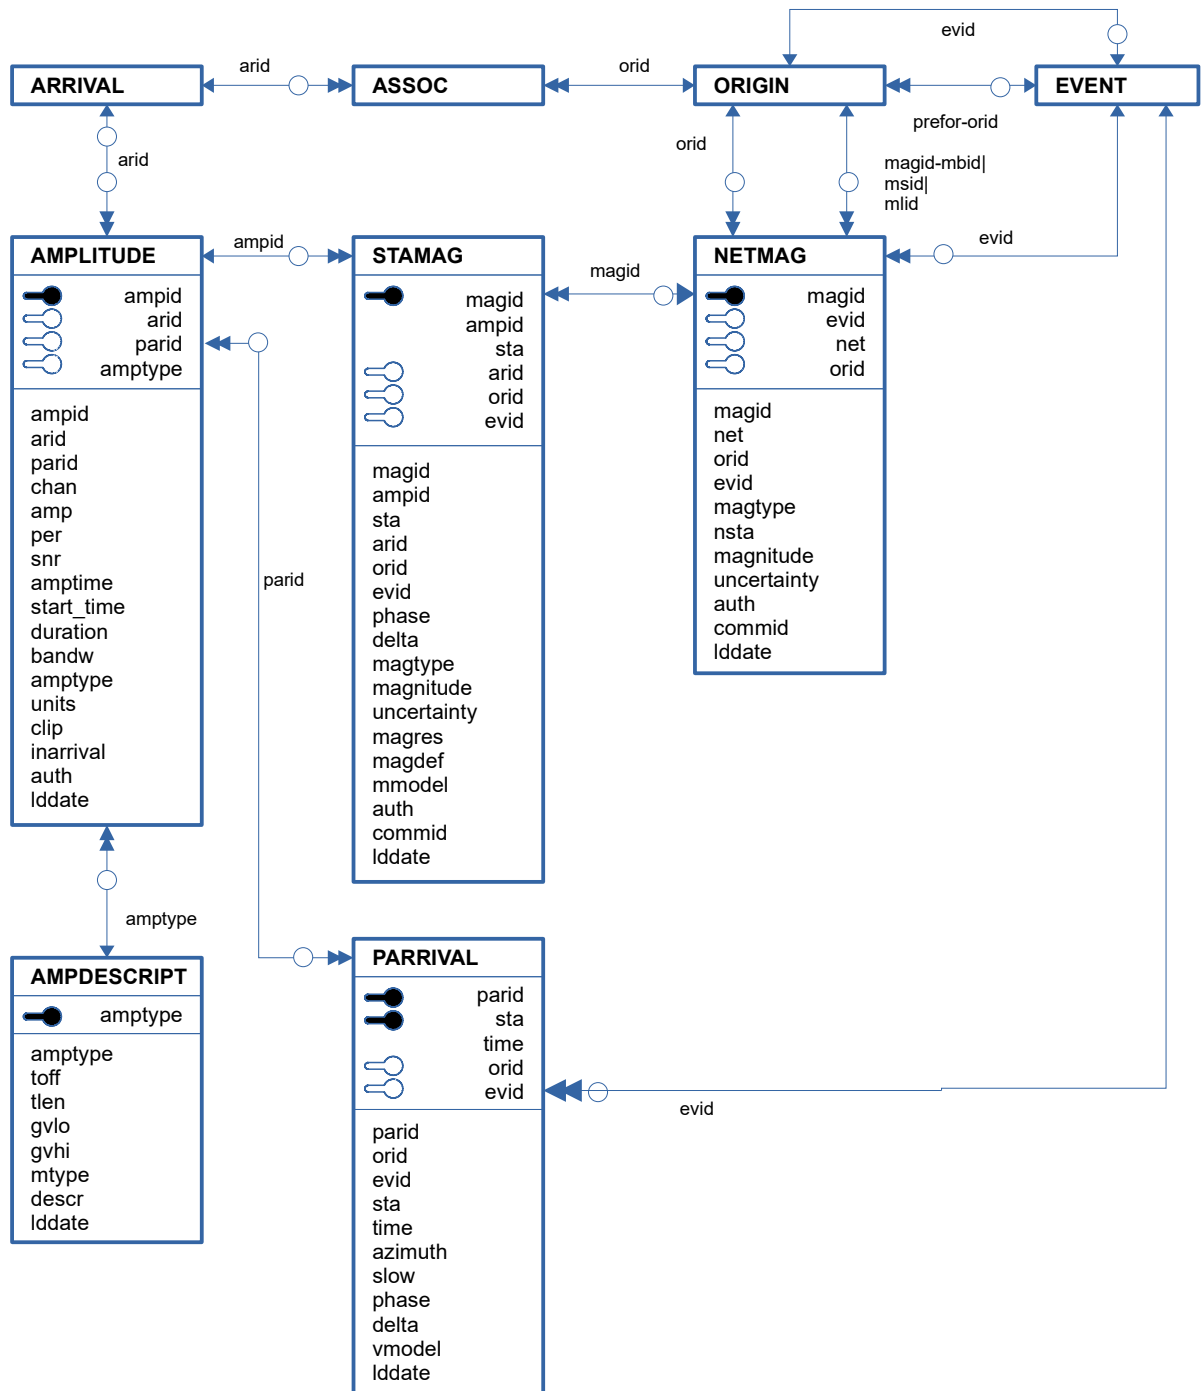 evid
arid
orid
ARRIVAL
ASSOC
ORIGIN
EVENT
prefor-orid
orid
arid
magid-mbid|
msid|
mlid
ampid
evid
magid
AMPLITUDE
ampid
arid
parid
amptype
ampid
arid
parid
chan
amp
per
snr
amptime
start_time
duration
bandw
amptype
units
clip
inarrival
auth
lddate
STAMAG
magid
ampid
sta
arid
orid
evid
magid
ampid
sta
arid
orid
evid
phase
delta
magtype
magnitude
uncertainty
magres
magdef
mmodel
auth
commid
lddate
NETMAG
magid
evid
net
orid
magid
net
orid
evid
magtype
nsta
magnitude
uncertainty
auth
commid
lddate
parid
amptype
AMPDESCRIPT
amptype
amptype
toff
tlen
gvlo
gvhi
mtype
descr
lddate
PARRIVAL
parid
sta
time
orid
evid
parid
orid
evid
sta
time
azimuth
slow
phase
delta
vmodel
lddate
evid